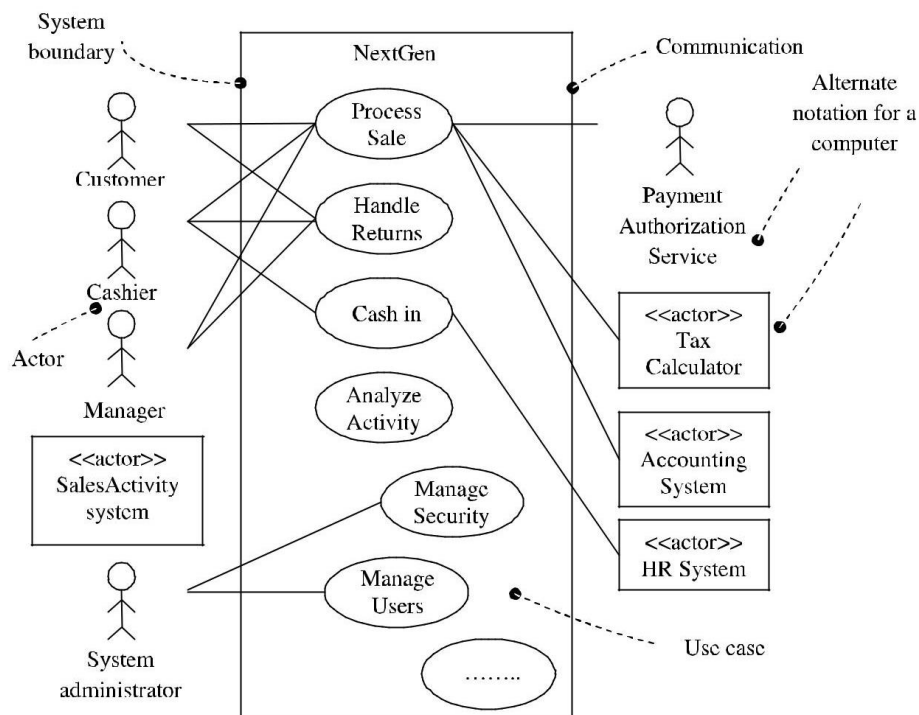 System
boundary
NextGen
Communication
Alternate
notation for a
computer
Process
Sale
Customer
Payment
Authorization
Service
Handle
Returns
Cashier
Cash in
Actor
Manager
<<actor>>
Tax
Calculator
Analyze
Activity
<<actor>>
SalesActivity
system
<<actor>>
Accounting
System
Manage
Security
<<actor>>
HR System
Manage
Users
Use case
System
administrator
........